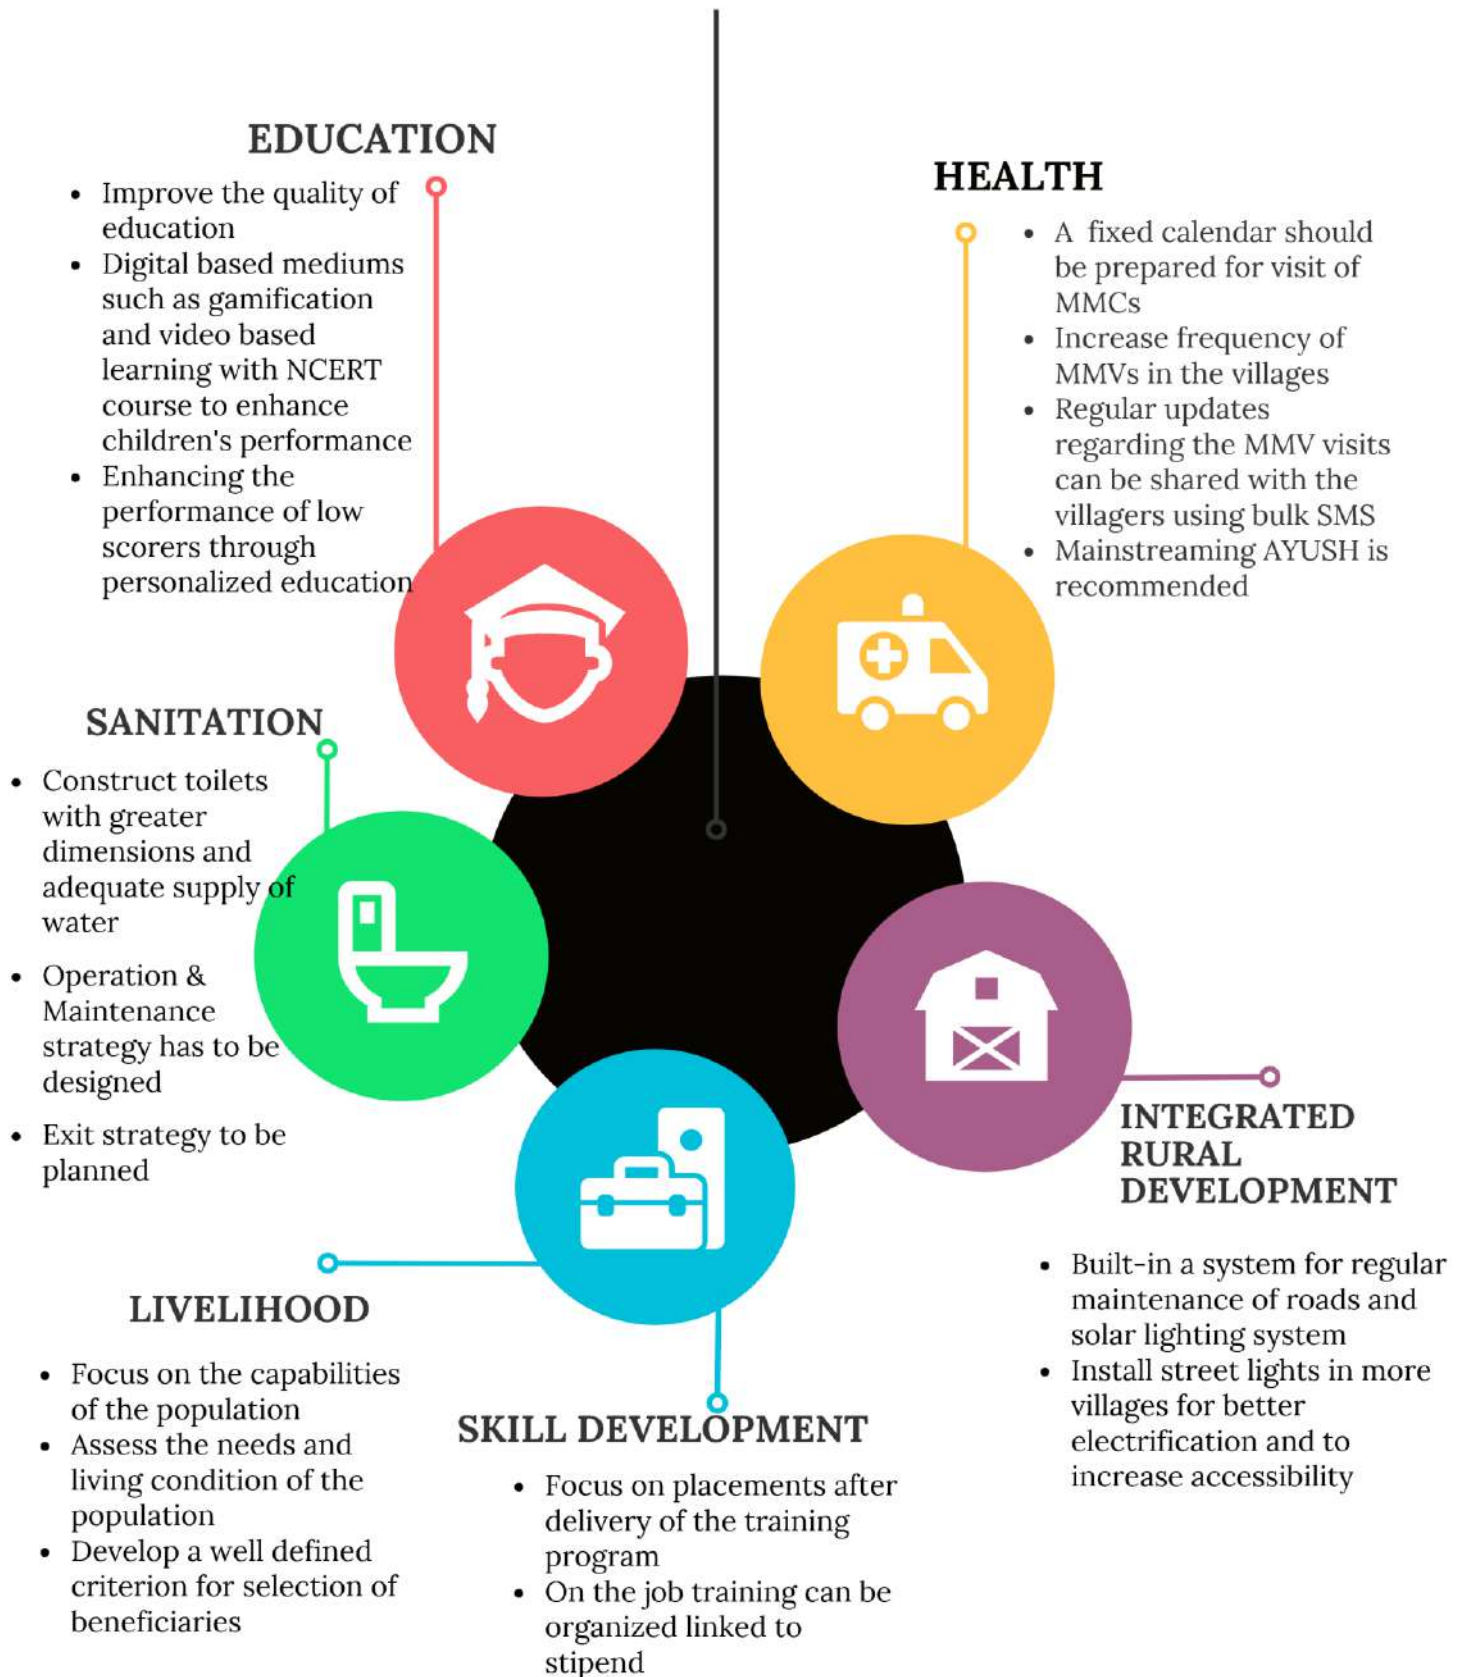 EDUCATION
• Improve the quality of
education
• Digital based mediums
such as gamification
and video based
learning with NCERT
course to enhance
children's performance
• Enhancing the
performance of low
scorers through
personalized education
HEALTH
• A fixed calendar should
be prepared for visit of
MMCs
• Increase frequency of
MMVs in the villages
• Regular updates
regarding the MMV visits
can be shared with the
villagers using bulk SMS
• Mainstreaming AYUSH is
recommended
SANITATION
• Construct toilets
with greater
dimensions and
adequate supply of
water
• Operation &
Maintenance
strategy has to be
designed
• Exit strategy to be
planned
INTEGRATED
RURAL
DEVELOPMENT
• Built-in a system for regular
maintenance of roads and
solar lighting system
• Install street lights in more
villages for better
electrification and to
increase accessibility
LIVELIHOOD
• Focus on the capabilities
of the population
• Assess the needs and
living condition of the
population
• Develop a well defined
criterion for selection of
beneficiaries
SKILL DEVELOPMENT
• Focus on placements after
delivery of the training
program
• On the job training can be
organized linked to
stipend